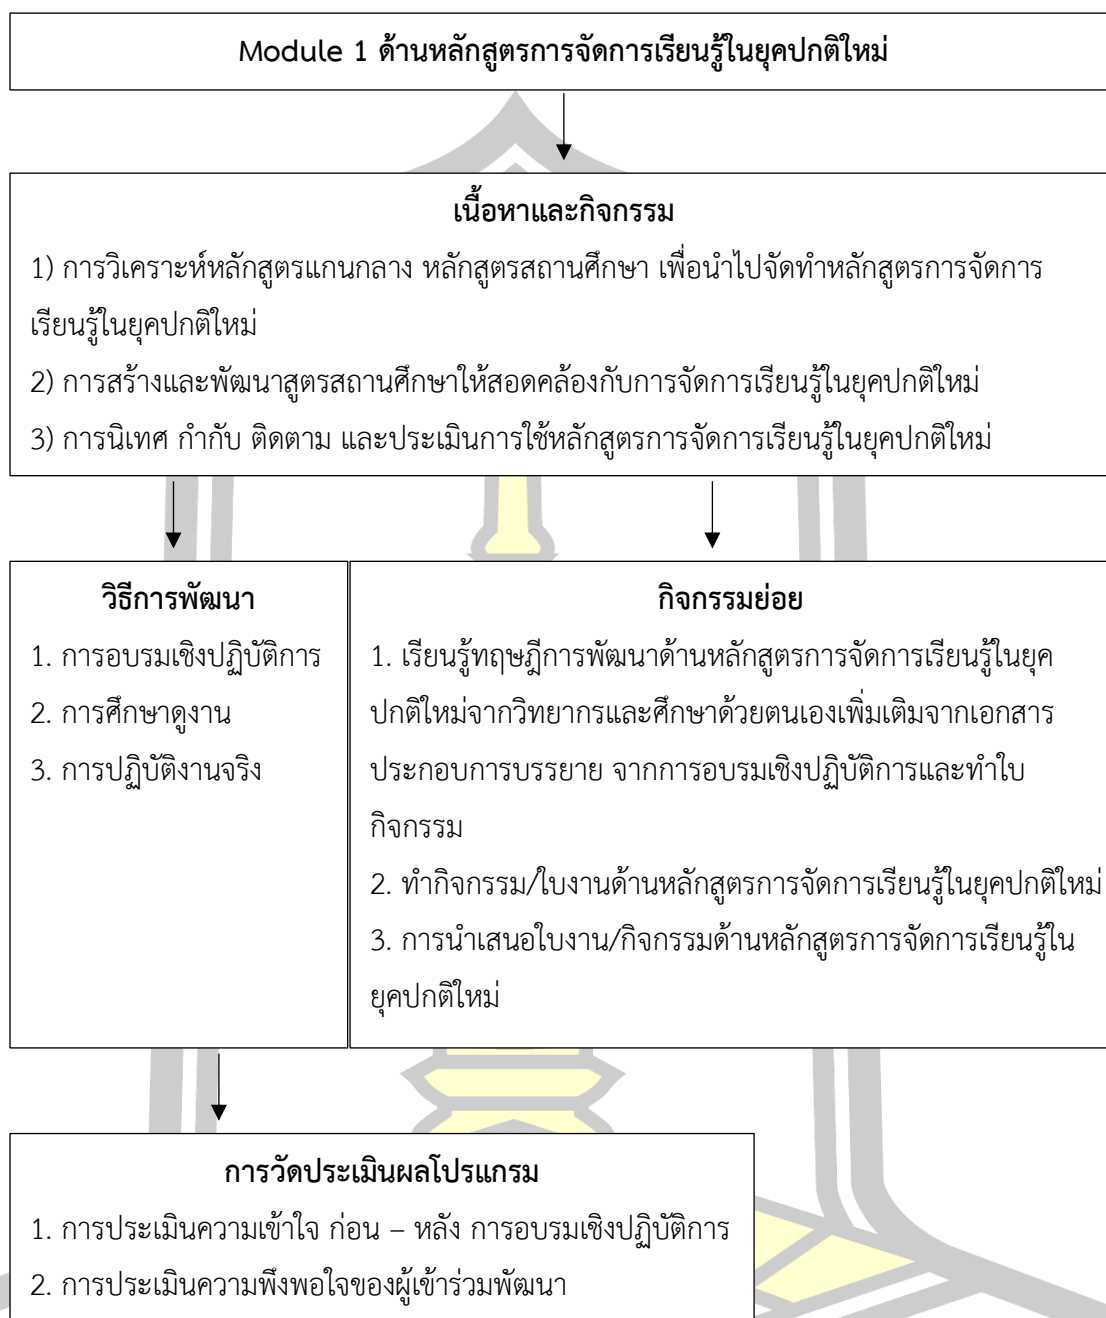 Module 1 ด้านหลักสูตรการจัดการเรียนรู้ในยุคปกติใหม่
เนื้อหาและกิจกรรม
1) การวิเคราะห์หลักสูตรแกนกลาง หลักสูตรสถานศึกษา เพื่อนำไปจัดทำหลักสูตรการจัดการ
เรียนรู้ในยุคปกติใหม่
2) การสร้างและพัฒนาสูตรสถานศึกษาให้สอดคล้องกับการจัดการเรียนรู้ในยุคปกติใหม่
3) การนิเทศ กำกับ ติดตาม และประเมินการใช้หลักสูตรการจัดการเรียนรู้ในยุคปกติใหม่
วิธีการพัฒนา
1. การอบรมเชิงปฏิบัติการ
2. การศึกษาดูงาน
3. การปฏิบัติงานจริง
กิจกรรมย่อย
1. เรียนรู้ทฤษฎีการพัฒนาด้านหลักสูตรการจัดการเรียนรู้ในยุค
ปกติใหม่จากวิทยากรและศึกษาด้วยตนเองเพิ่มเติมจากเอกสาร
ประกอบการบรรยาย จากการอบรมเชิงปฏิบัติการและทำใบ
กิจกรรม
2. ทำกิจกรรม/ใบงานด้านหลักสูตรการจัดการเรียนรู้ในยุคปกติใหม่
3. การนำเสนอใบงาน/กิจกรรมด้านหลักสูตรการจัดการเรียนรู้ใน
ยุคปกติใหม่
การวัดประเมินผลโปรแกรม
1. การประเมินความเข้าใจ ก่อน – หลัง การอบรมเชิงปฏิบัติการ
2. การประเมินความพึงพอใจของผู้เข้าร่วมพัฒนา